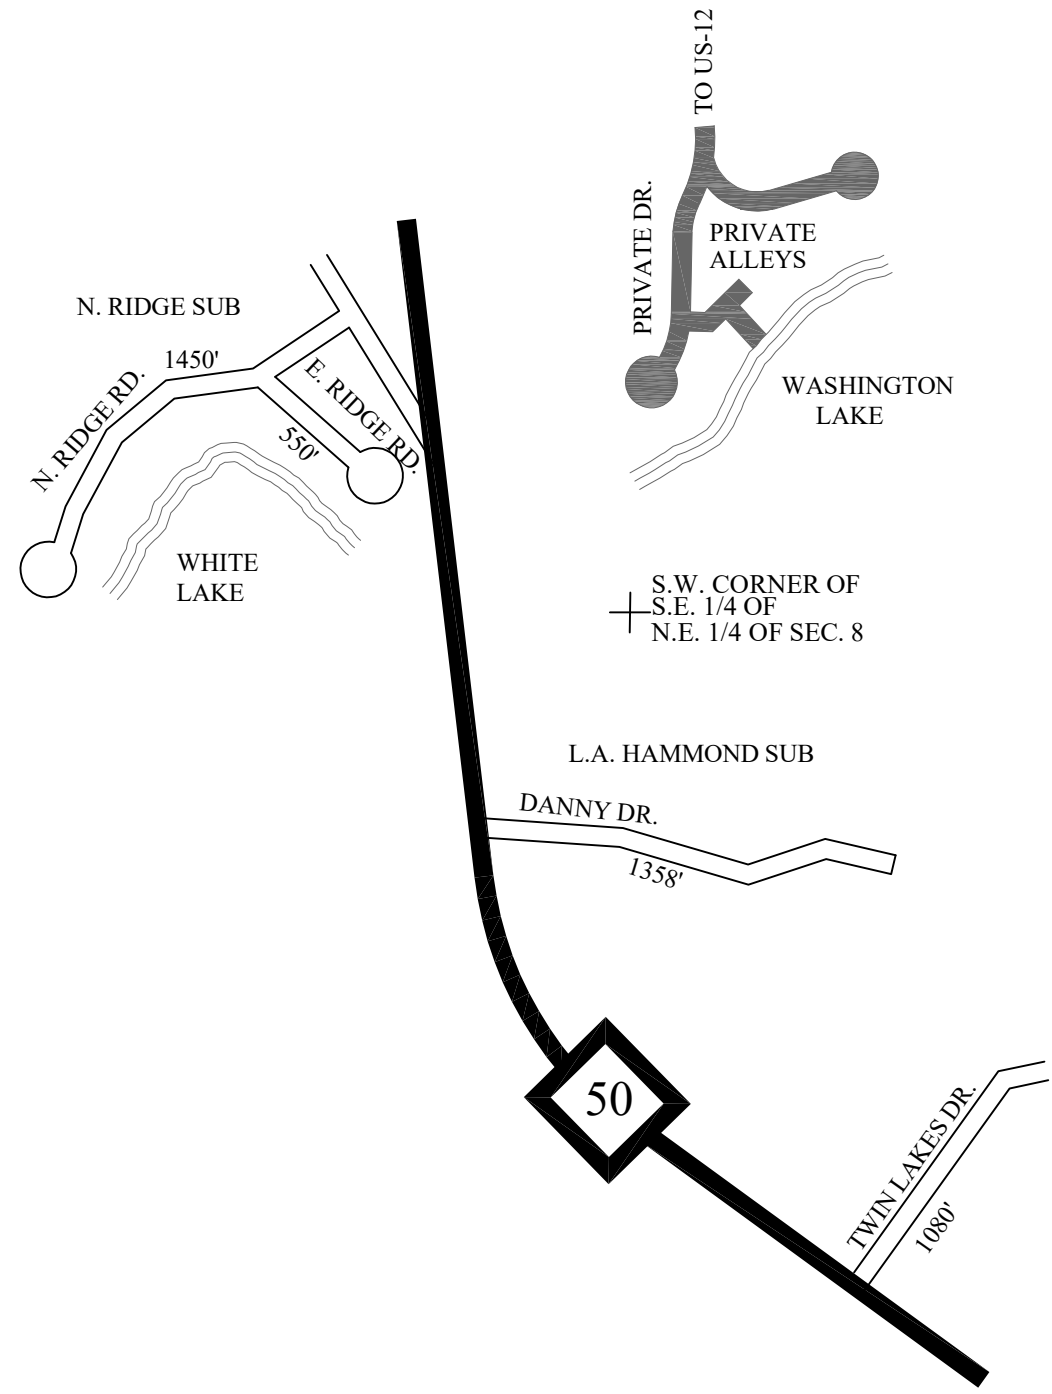 TO US-12
PRIVATE DR.
PRIVATE
ALLEYS
N. RIDGE SUB
1450'
N. RIDGE RD.
E. RIDGE RD.
550'
WASHINGTON
LAKE
WHITE
LAKE
S.W. CORNER OF
S.E. 1/4 OF
N.E. 1/4 OF SEC. 8
L.A. HAMMOND SUB
DANNY DR.
1358'
50
TWIN LAKES DR.
1080'